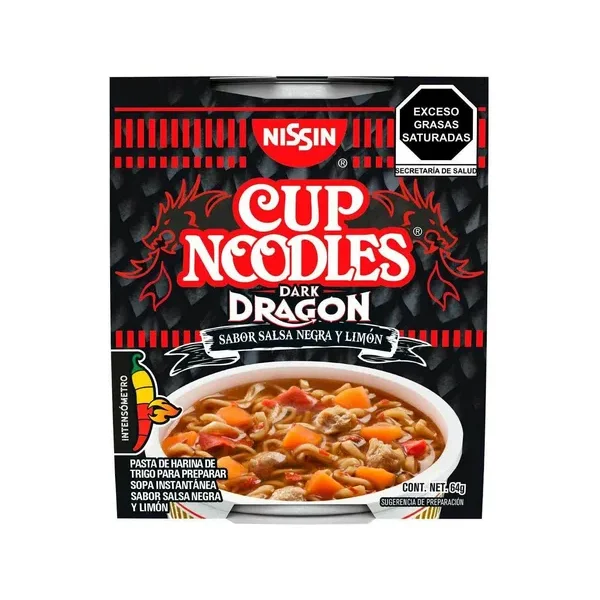 EXCESO
GRASAS
SATURADAS
SECRETARÍA DE SALUD
NISSIN
®
CUP
NOODLES®
DARK
DRAGON
SABOR SALSA NEGRA Y LIMÓN
INTENSÓMETRO
PASTA DE HARINA DE
TRIGO PARA PREPARAR
SOPA INSTANTÁNEA
SABOR SALSA NEGRA
Y LIMÓN
CONT. NET. 64g
SUGERENCIA DE PREPARACIÓN